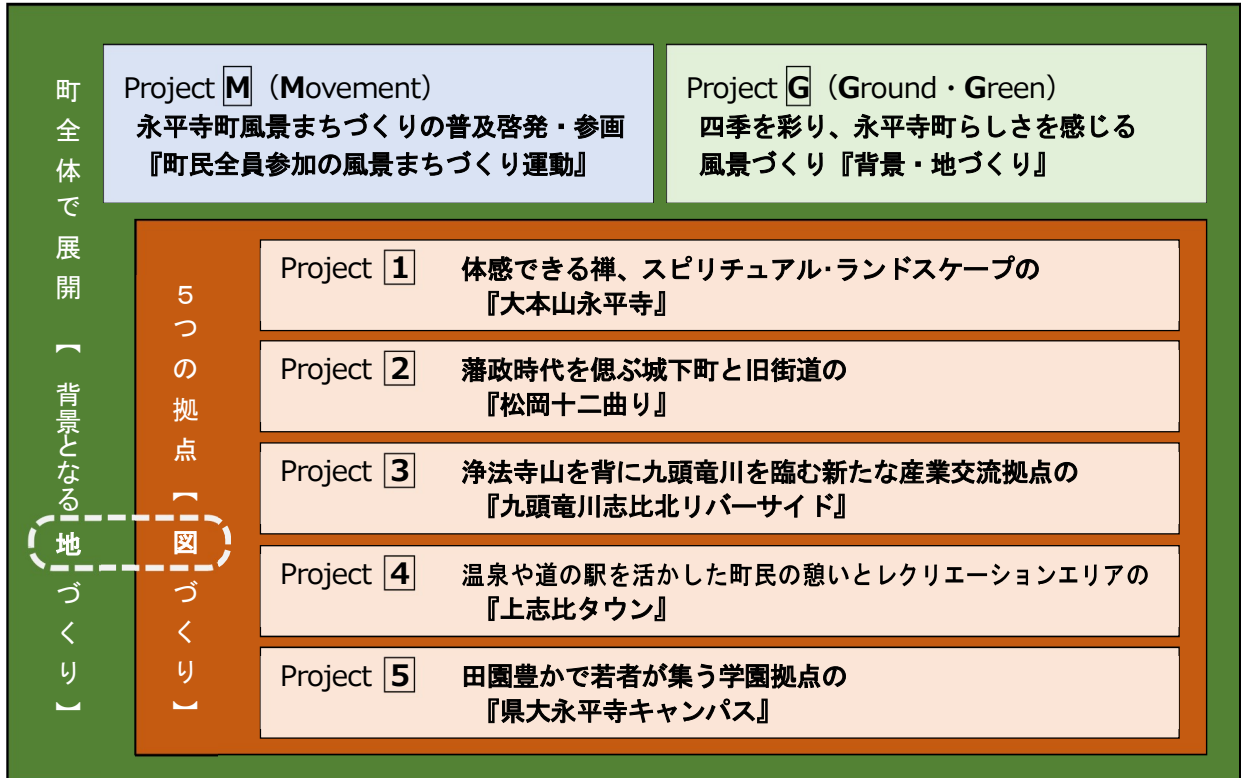 町全体で展開【背景となる地づくり】
Project M（Movement）
永平寺町風景まちづくりの普及啓発・参画
『町民全員参加の風景まちづくり運動』
Project G（Ground・Green）
四季を彩り、永平寺町らしさを感じる
風景づくり『背景・地づくり』
５つの拠点【図づくり】
Project 1 体感できる禅、スピリチュアル・ランドスケープの
『大本山永平寺』
Project 2 藩政時代を偲ぶ城下町と旧街道の
『松岡十二曲り』
Project 3 浄法寺山を背に九頭竜川を臨む新たな産業交流拠点の
『九頭竜川志比北リバーサイド』
Project 4 温泉や道の駅を活かした町民の憩いとレクリエーションエリアの
『上志比タウン』
Project 5 田園豊かで若者が集う学園拠点の
『県大永平寺キャンパス』